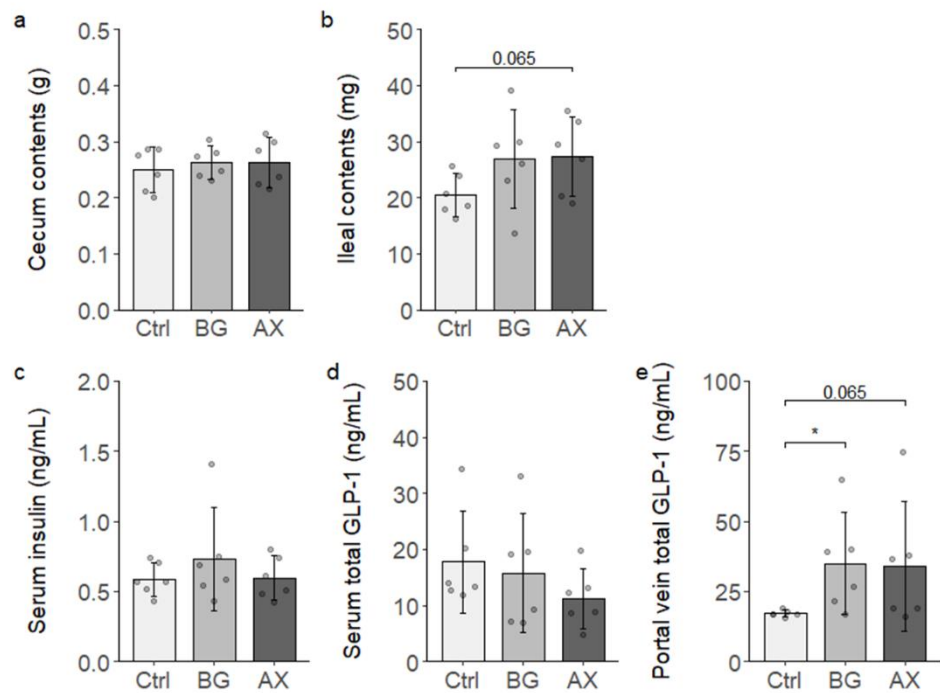 a
Cecum contents (g)
0.5
0.4
0.3
0.2
0.1
0.0
Ctrl BG AX
b
Ileal contents (mg)
50
40
30
20
10
0
0.065
Ctrl BG AX
c
Serum insulin (ng/mL)
2.0
1.5
1.0
0.5
0.0
Ctrl BG AX
d
Serum total GLP-1 (ng/mL)
50
40
30
20
10
0
Ctrl BG AX
e
Portal vein total GLP-1 (ng/mL)
100
75
50
25
0
0.065
*
Ctrl BG AX